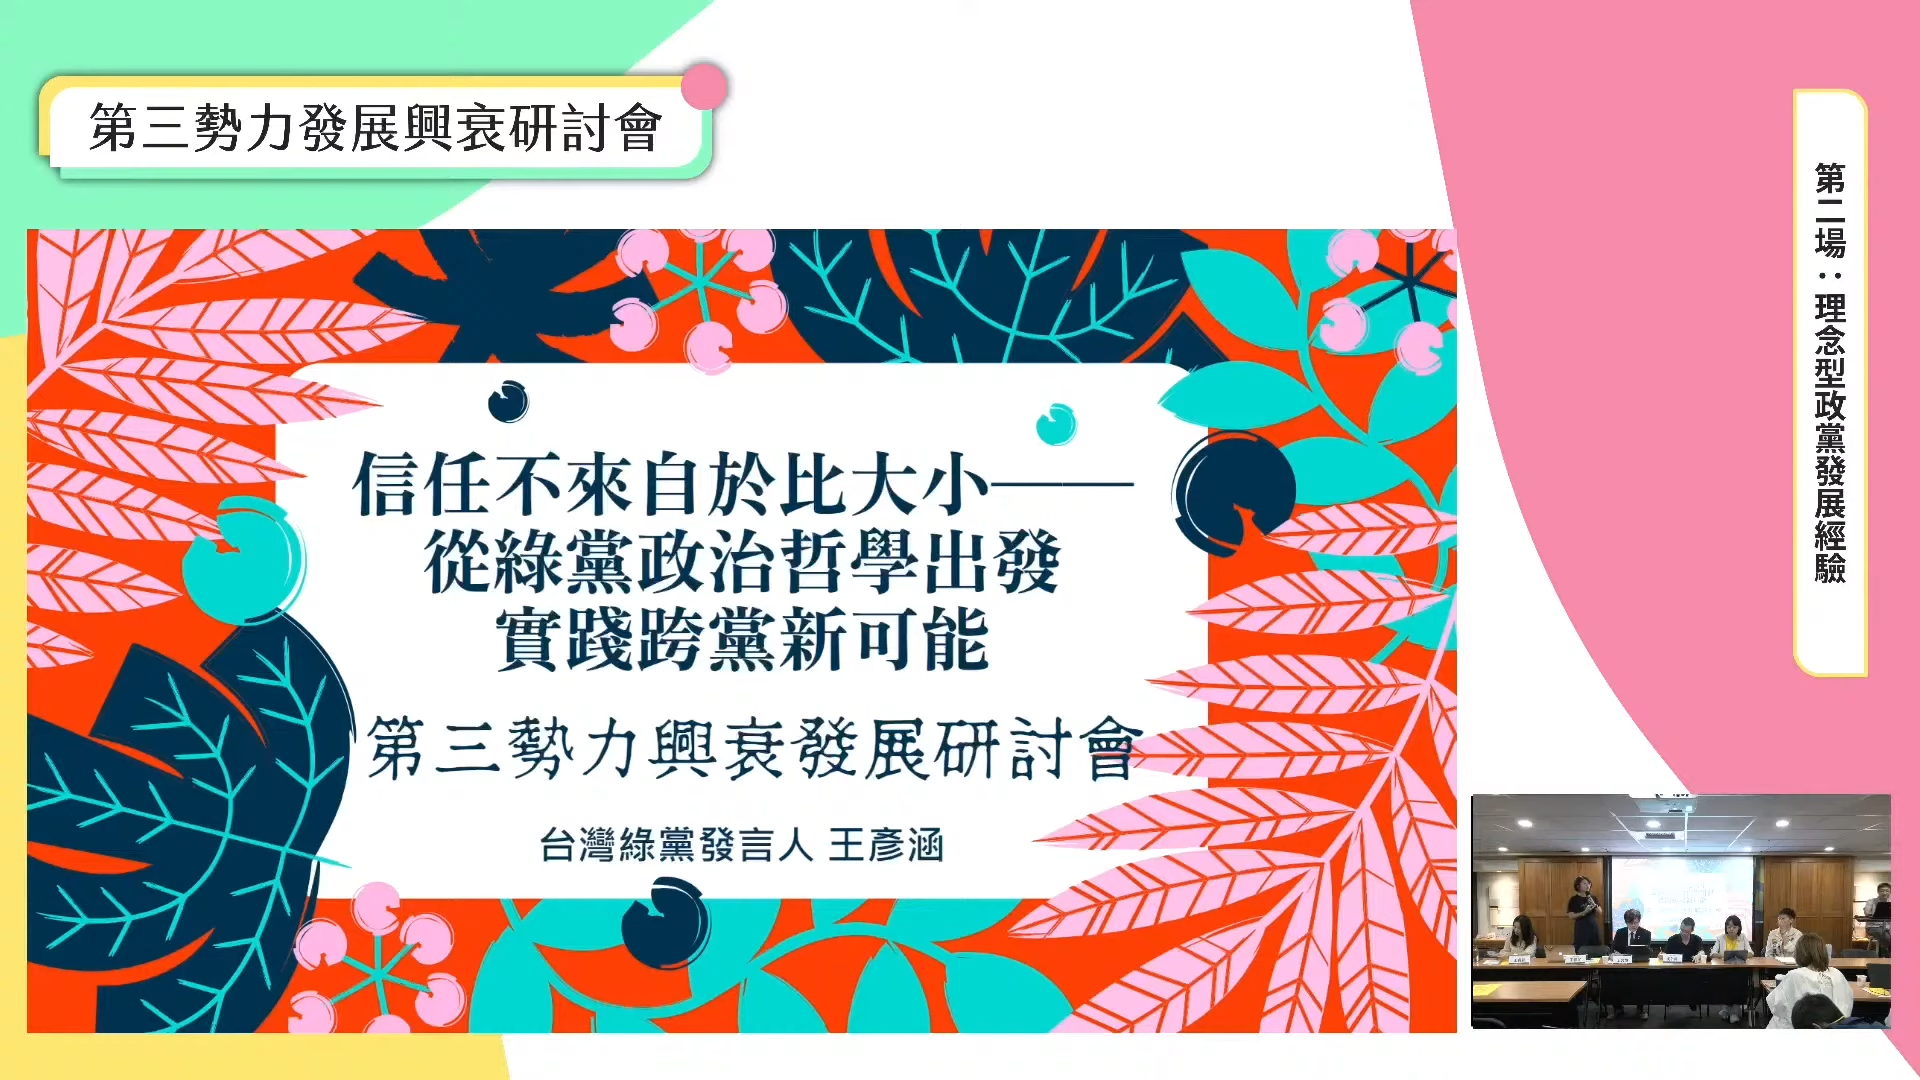 第三勢力發展興衰研討會
信任不來自於比大小——
從綠黨政治哲學出發
實踐跨黨新可能
第三勢力興衰發展研討會
台灣綠黨發言人 王彥涵
第二場：理念型政黨發展經驗